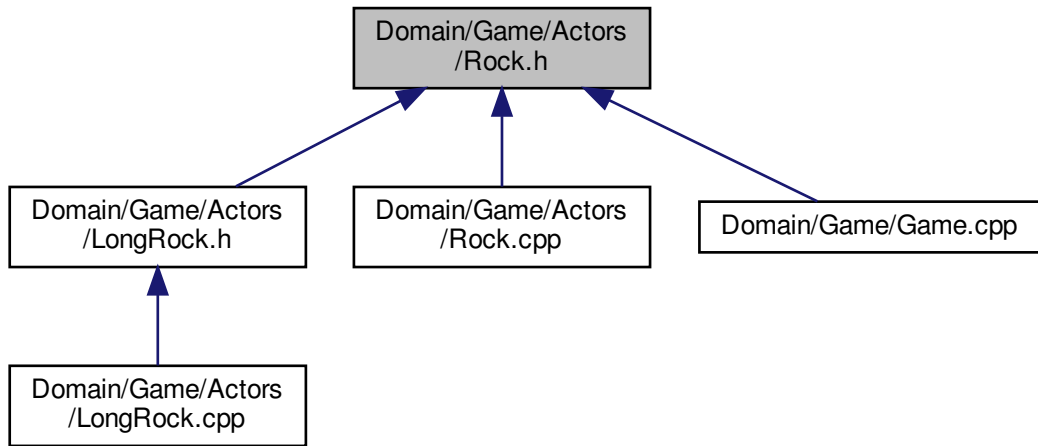 Domain/Game/Actors
/Rock.h
Domain/Game/Actors
/LongRock.h
Domain/Game/Actors
/Rock.cpp
Domain/Game/Game.cpp
Domain/Game/Actors
/LongRock.cpp